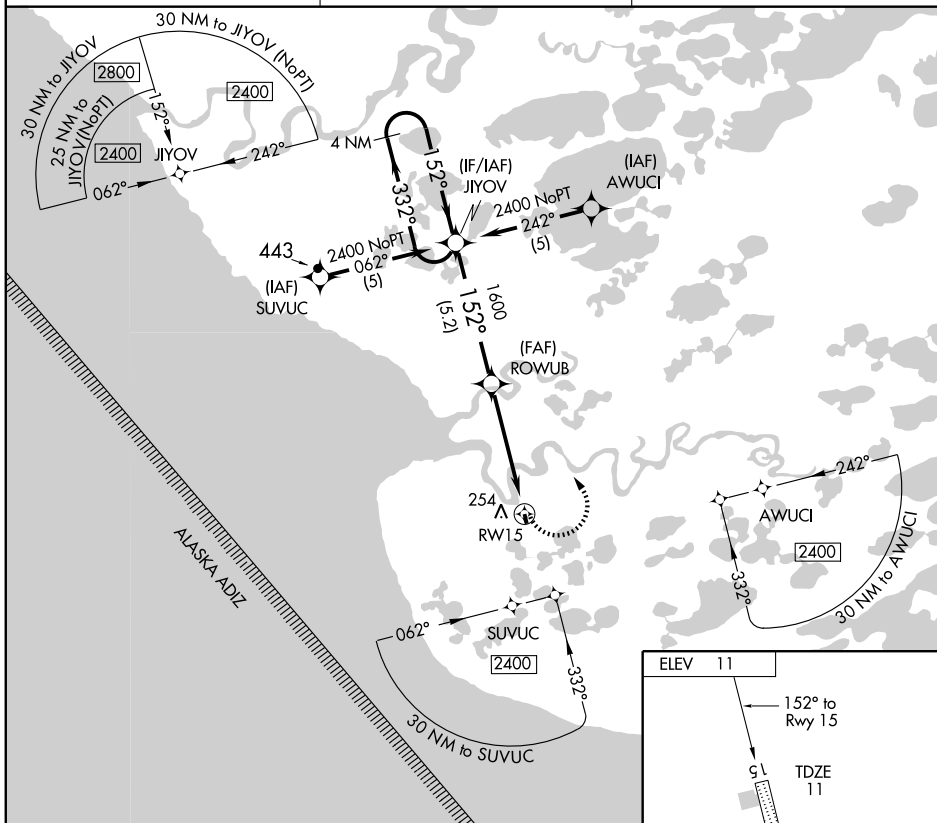 30 NM to JIYOV (NoPT)
30 NM to JIYOV
2800
2400
25 NM to
JIYOV(NoPT)
152°
2400
JIYOV
242°
062°
4 NM
152°
332°
(IF/IAF)
JIYOV
(IAF)
AWUCI
2400 NoPT
242°
(5)
443
2400 NoPT
062°
(5)
(IAF)
SUVUC
1600
152°
(5.2)
(FAF)
ROWUB
254
RW15
ALASKA ADIZ
242°
AWUCI
2400
332°
30 NM to AWUCI
062°
SUVUC
2400
332°
30 NM to SUVUC
ELEV 11
152° to
Rwy 15
15
TDZE
11